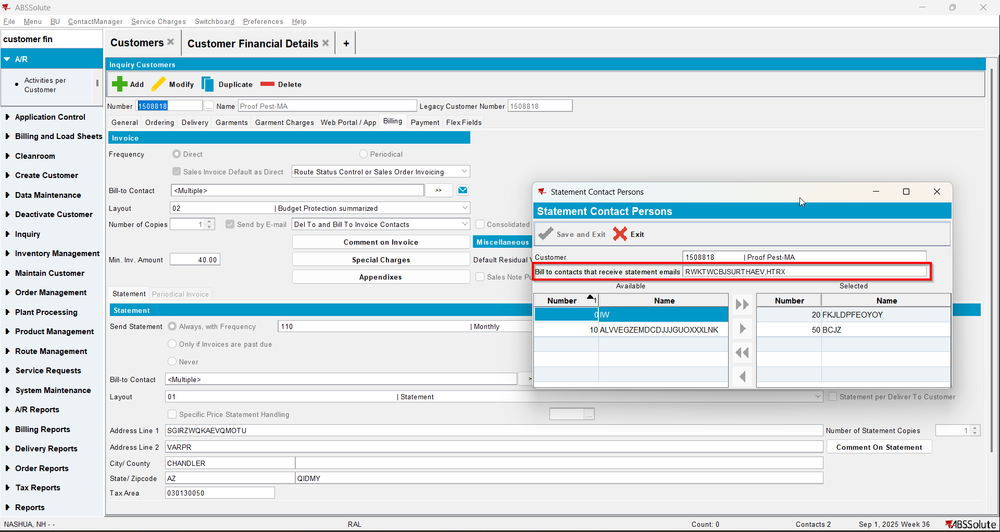 ABSSolute
File Menu BU ContactManager Service Charges Switchboard Preferences Help
customer fin
A/R
Activities per
Customer
Application Control
Billing and Load Sheets
Cleanroom
Create Customer
Data Maintenance
Deactivate Customer
Inquiry
Inventory Management
Maintain Customer
Order Management
Plant Processing
Product Management
Route Management
Service Requests
System Maintenance
A/R Reports
Billing Reports
Delivery Reports
Order Reports
Tax Reports
Reports
Customers Customer Financial Details +
Inquiry Customers
Add Modify Duplicate Delete
Number 1508818 ... Name Proof Pest-MA Legacy Customer Number 1508818
General Ordering Delivery Garments Garment Charges Web Portal / App Billing Payment Flex Fields
Invoice
Frequency Direct Periodical
Sales Invoice Default as Direct Route Status Control or Sales Order Invoicing
Bill-to Contact <Multiple> >>
Layout 02 | Budget Protection summarized
Number of Copies 1 Send by E-mail Del To and Bill To Invoice Contacts Consolidated
Comment on Invoice Miscellaneous
Min. Inv. Amount 40.00 Special Charges Default Residual V
Appendixes Sales Note Pu
Statement Periodical Invoice
Statement
Send Statement Always, with Frequency 110 | Monthly
Only if Invoices are past due
Never
Bill-to Contact <Multiple> >
Layout 01 | Statement Statement per Deliver To Customer
Specific Price Statement Handling ...
Address Line 1 SGIRZWQKAEVQMOTU Number of Statement Copies 1
Address Line 2 VARPR Comment On Statement
City/ County CHANDLER
State/ Zipcode AZ QIDMY
Tax Area 030130050
Statement Contact Persons
Statement Contact Persons
Save and Exit Exit
Customer 1508818 | Proof Pest-MA
Bill to contacts that receive statement emails RWKTWCBJSURTHAEV,HTRX
Available Selected
Number 1 Name Number Name
0 IW 20 FKJLDPFEOYOY
10 ALVVEGZEMDCDJJJGUOXXXLNK 50 BCJZ
NASHUA, NH - - RAL Count: 0 Contacts 2 Sep 1, 2025 Week 36 ABSSolute